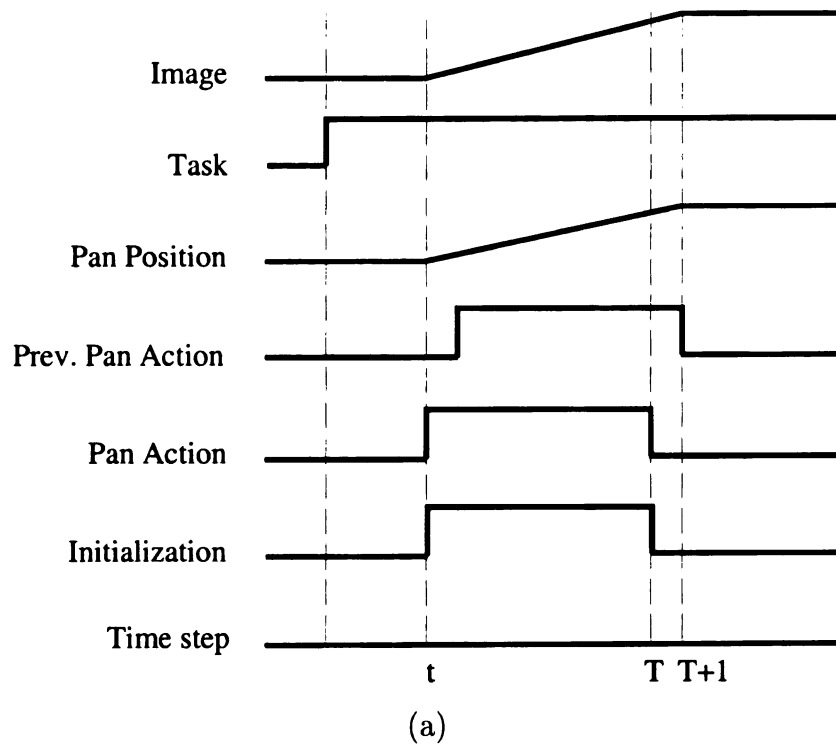 Image
Task
Pan Position
Prev. Pan Action
Pan Action
Initialization
Time step
t T T+1
(a)